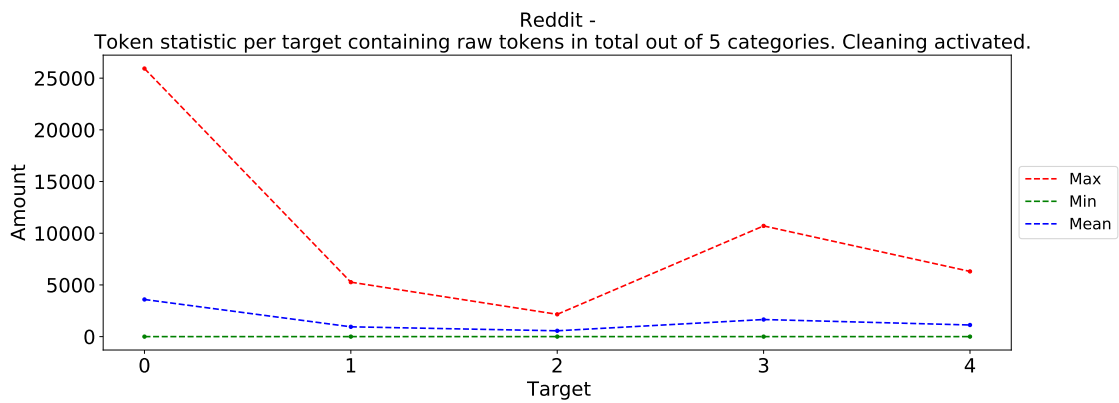 Reddit -
Token statistic per target containing raw tokens in total out of 5 categories. Cleaning activated.
25000
20000
15000
10000
5000
0
Amount
0 1 2 3 4
Target
Max
Min
Mean